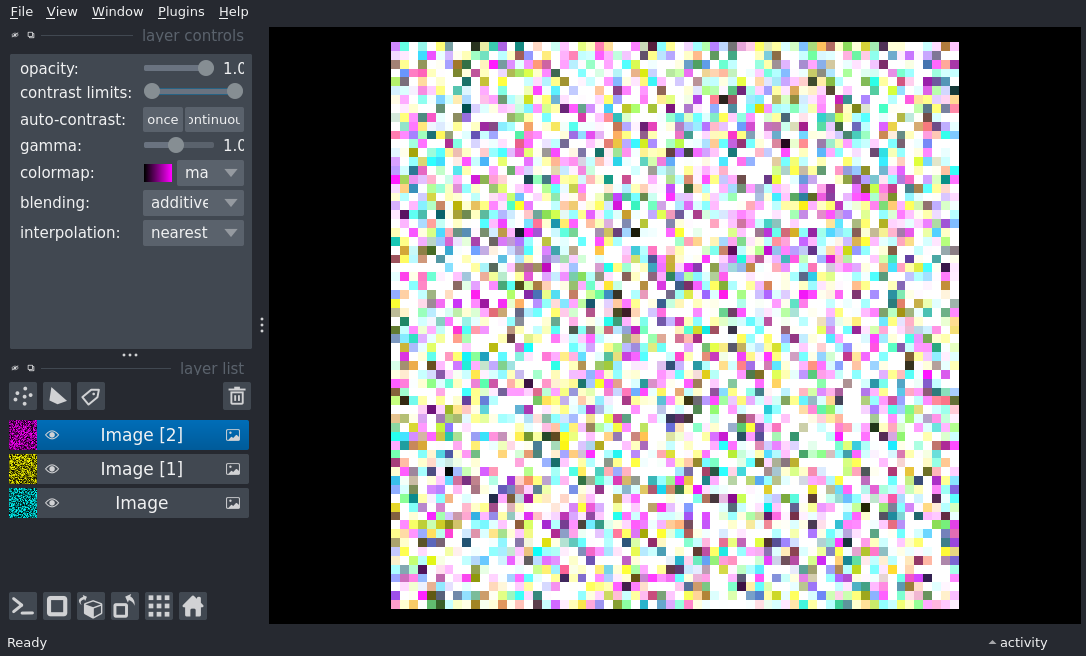 File View Window Plugins Help
layer controls
opacity: 1.0
contrast limits:
auto-contrast: once ontinuou
gamma: 1.0
colormap: ma
blending: additive
interpolation: nearest
layer list
Image [2]
Image [1]
Image
Ready
activity